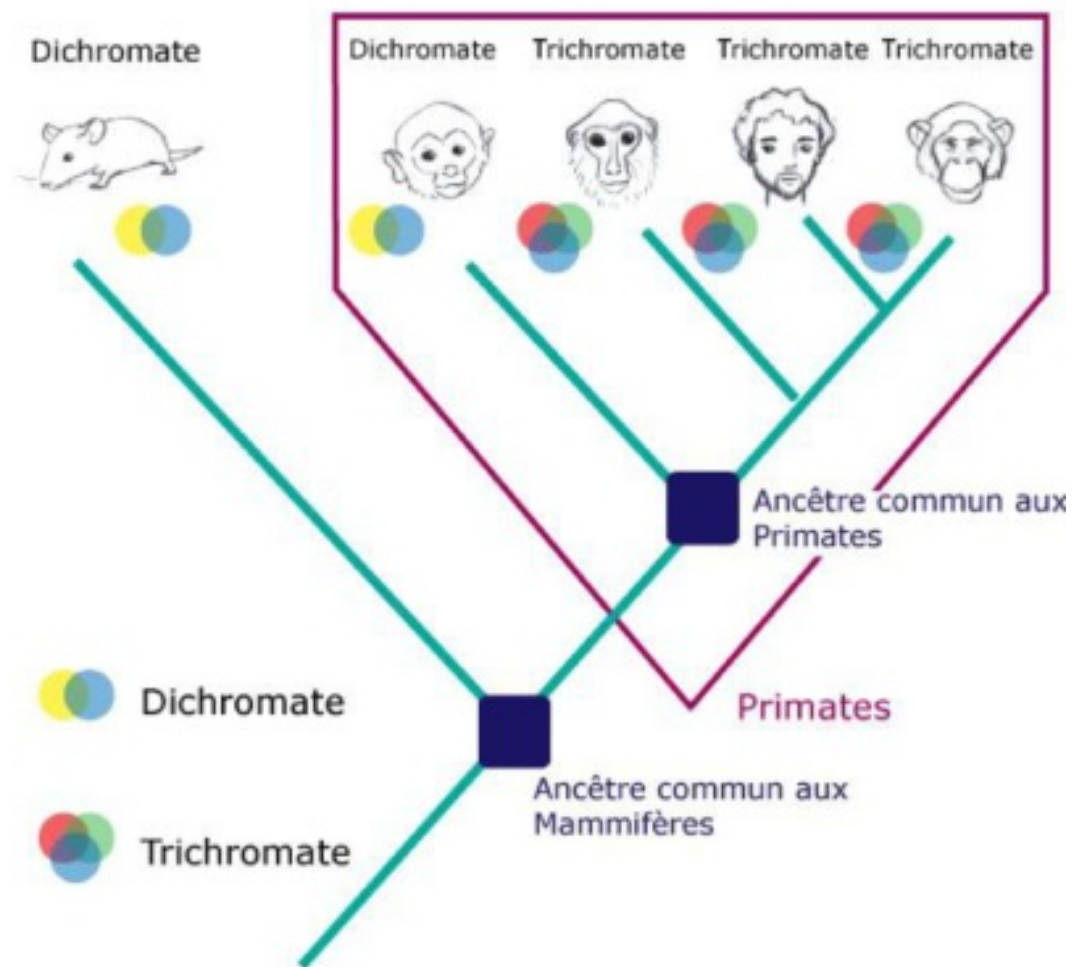 Dichromate
Dichromate
Trichromate
Trichromate
Trichromate
Ancêtre commun aux
Primates
Dichromate
Primates
Ancêtre commun aux
Mammifères
Trichromate